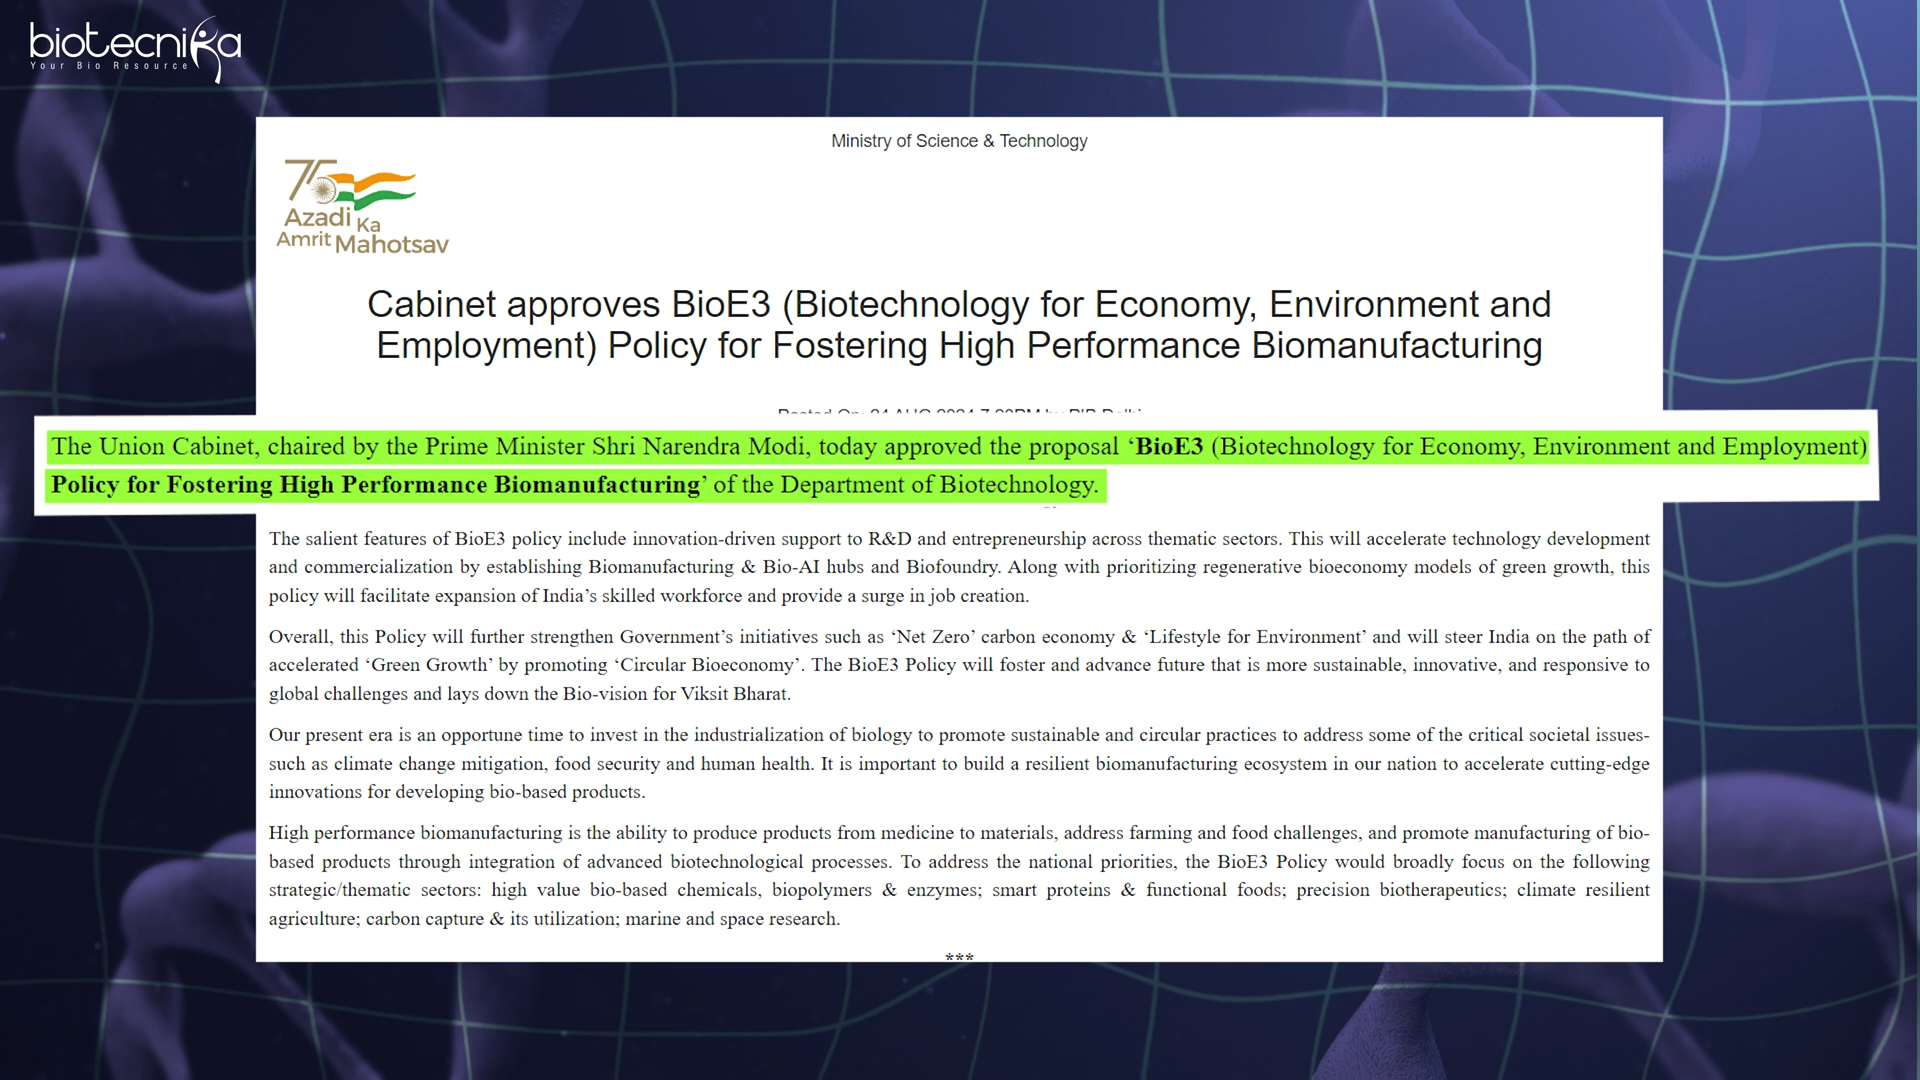 biotecnika
Your Bio Resource
Ministry of Science & Technology
75
Azadi Ka
Amrit Mahotsav
Cabinet approves BioE3 (Biotechnology for Economy, Environment and
Employment) Policy for Fostering High Performance Biomanufacturing
The Union Cabinet, chaired by the Prime Minister Shri Narendra Modi, today approved the proposal ‘BioE3 (Biotechnology for Economy, Environment and Employment)
Policy for Fostering High Performance Biomanufacturing’ of the Department of Biotechnology.
The salient features of BioE3 policy include innovation-driven support to R&D and entrepreneurship across thematic sectors. This will accelerate technology development
and commercialization by establishing Biomanufacturing & Bio-AI hubs and Biofoundry. Along with prioritizing regenerative bioeconomy models of green growth, this
policy will facilitate expansion of India’s skilled workforce and provide a surge in job creation.
Overall, this Policy will further strengthen Government’s initiatives such as ‘Net Zero’ carbon economy & ‘Lifestyle for Environment’ and will steer India on the path of
accelerated ‘Green Growth’ by promoting ‘Circular Bioeconomy’. The BioE3 Policy will foster and advance future that is more sustainable, innovative, and responsive to
global challenges and lays down the Bio-vision for Viksit Bharat.
Our present era is an opportune time to invest in the industrialization of biology to promote sustainable and circular practices to address some of the critical societal issues-
such as climate change mitigation, food security and human health. It is important to build a resilient biomanufacturing ecosystem in our nation to accelerate cutting-edge
innovations for developing bio-based products.
High performance biomanufacturing is the ability to produce products from medicine to materials, address farming and food challenges, and promote manufacturing of bio-
based products through integration of advanced biotechnological processes. To address the national priorities, the BioE3 Policy would broadly focus on the following
strategic/thematic sectors: high value bio-based chemicals, biopolymers & enzymes; smart proteins & functional foods; precision biotherapeutics; climate resilient
agriculture; carbon capture & its utilization; marine and space research.
***